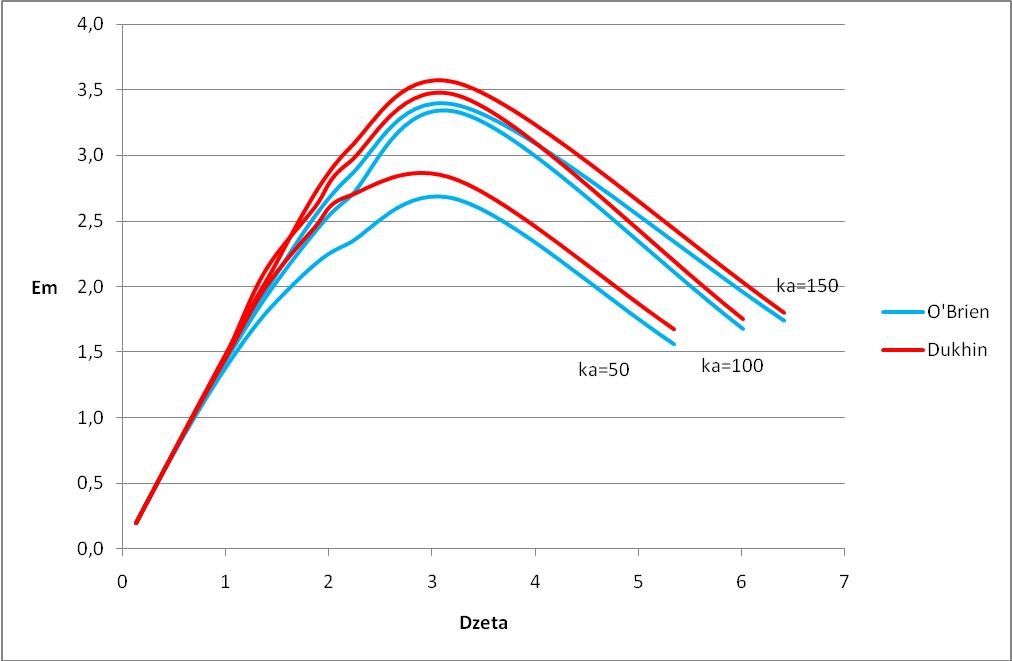 4,0
3,5
3,0
2,5
Em 2,0
1,5
1,0
0,5
0,0
0 1 2 3 4 5 6 7
Dzeta
ka=150
ka=100
ka=50
O'Brien
Dukhin